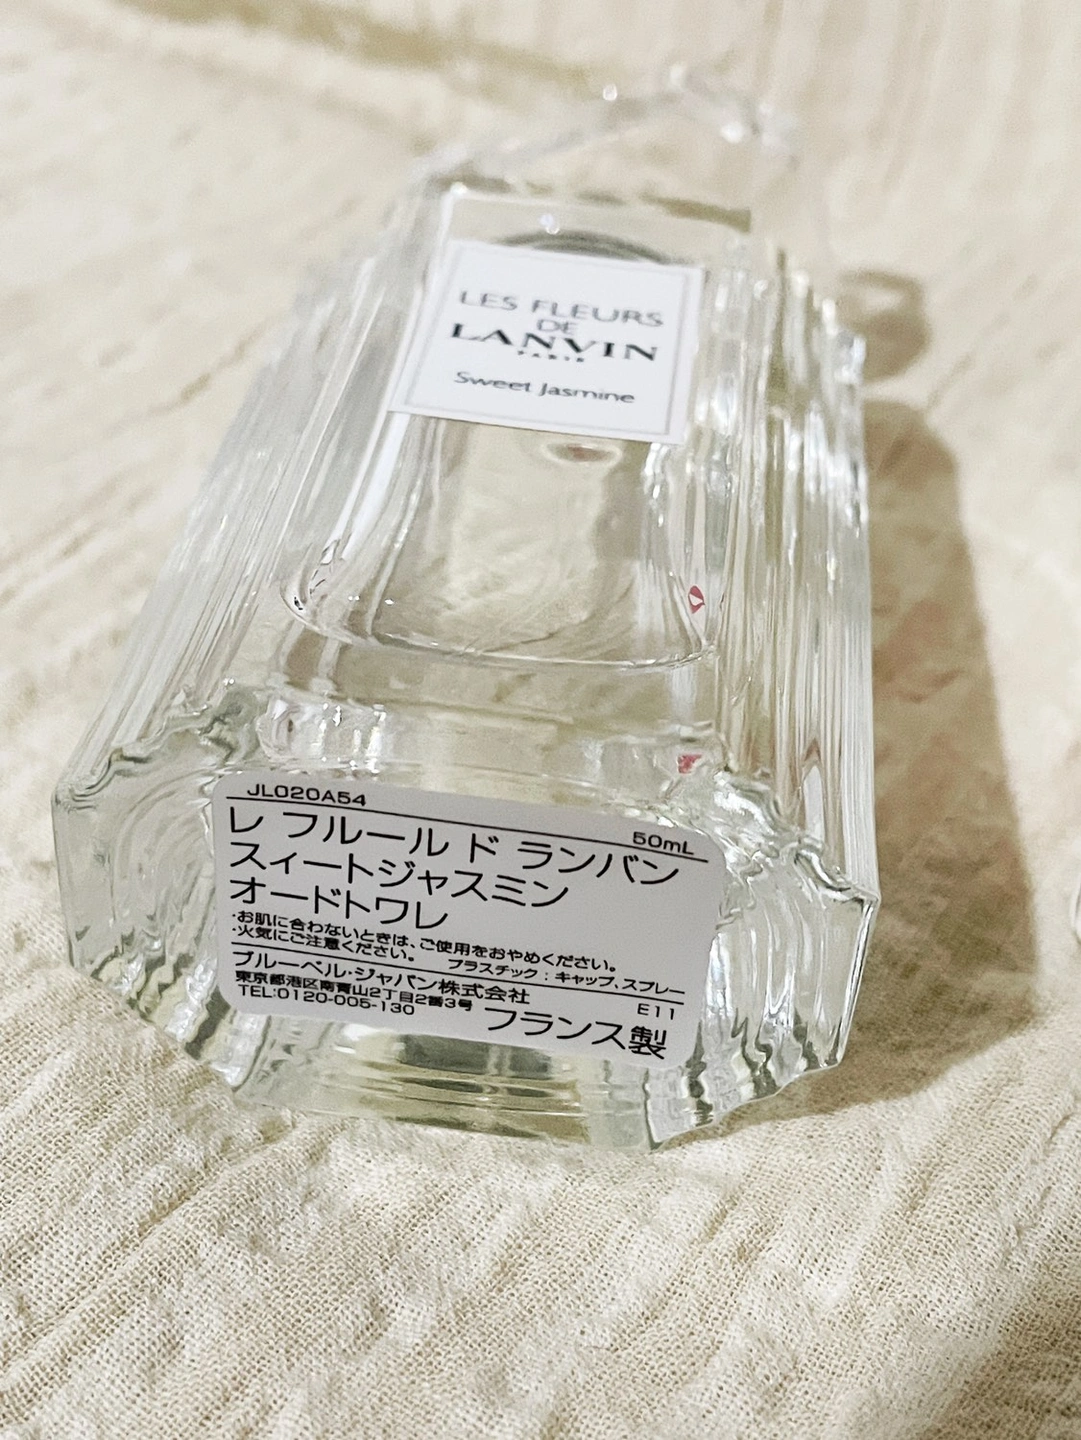 LES FLEURS
DE
LANVIN
PARIS
Sweet Jasmine
JL020A54
50mL
レ フルール ド ランバン
スィートジャスミン
オードトワレ
・お肌に合わないときは、ご使用をおやめください。
・火気にご注意ください。 プラスチック：キャップ、スプレー
ブルーベル・ジャパン株式会社
E11
東京都港区南青山2丁目2番3号
TEL:0120-005-130
フランス製